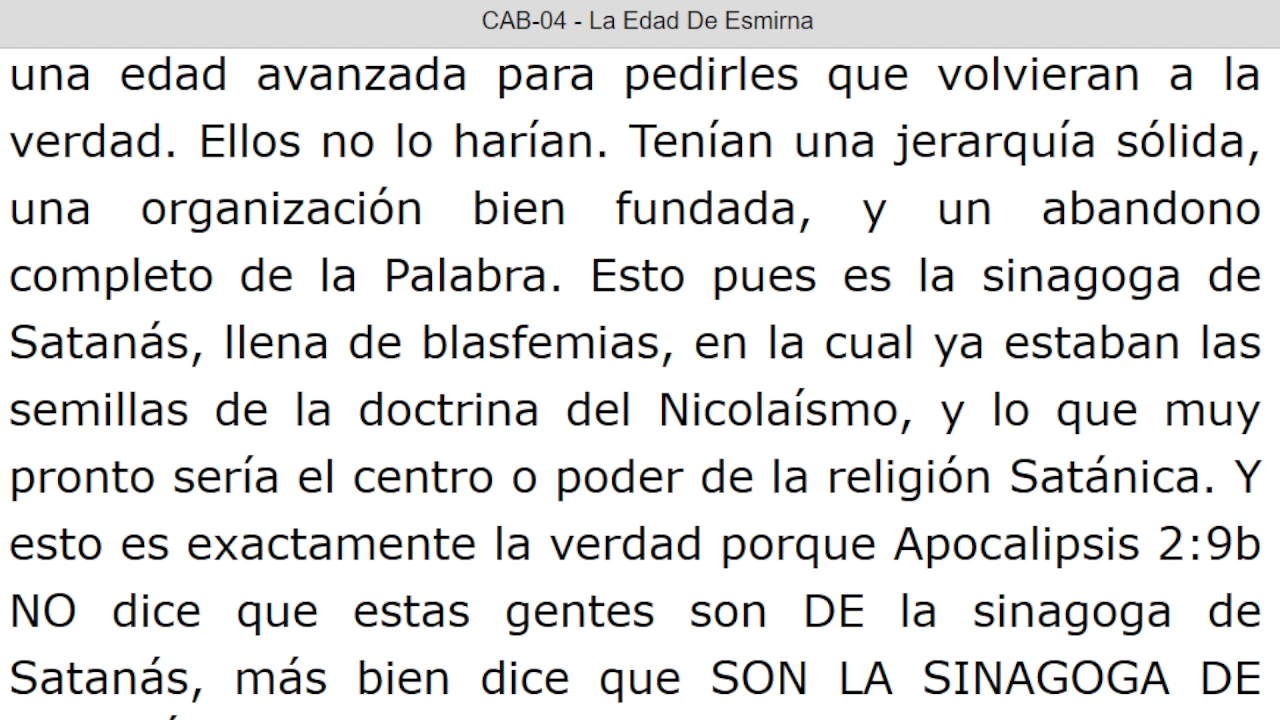 CAB-04 - La Edad De Esmirna
una edad avanzada para pedirles que volvieran a la
verdad. Ellos no lo harían. Tenían una jerarquía sólida,
una organización bien fundada, y un abandono
completo de la Palabra. Esto pues es la sinagoga de
Satanás, llena de blasfemias, en la cual ya estaban las
semillas de la doctrina del Nicolaísmo, y lo que muy
pronto sería el centro o poder de la religión Satánica. Y
esto es exactamente la verdad porque Apocalipsis 2:9b
NO dice que estas gentes son DE la sinagoga de
Satanás, más bien dice que SON LA SINAGOGA DE